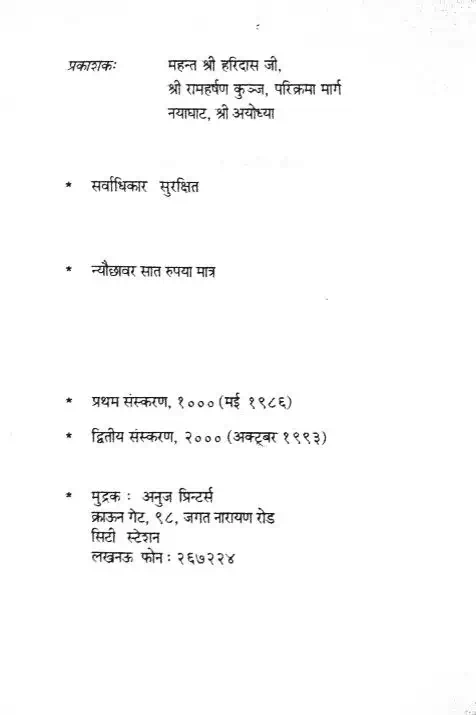 प्रकाशकः महन्त श्री हरिदास जी,
श्री रामहर्षण कुञ्ज, परिक्रमा मार्ग
नयाघाट, श्री अयोध्या
* सर्वाधिकार सुरक्षित
* न्यौछावर सात रुपया मात्र
* प्रथम संस्करण, १००० (मई १९८६)
* द्वितीय संस्करण, २००० (अक्टूबर १९९३)
* मुद्रक : अनुज प्रिन्टर्स
क्राऊन गेट, ९८, जगत नारायण रोड
सिटी स्टेशन
लखनऊ फोन : २६७२२४